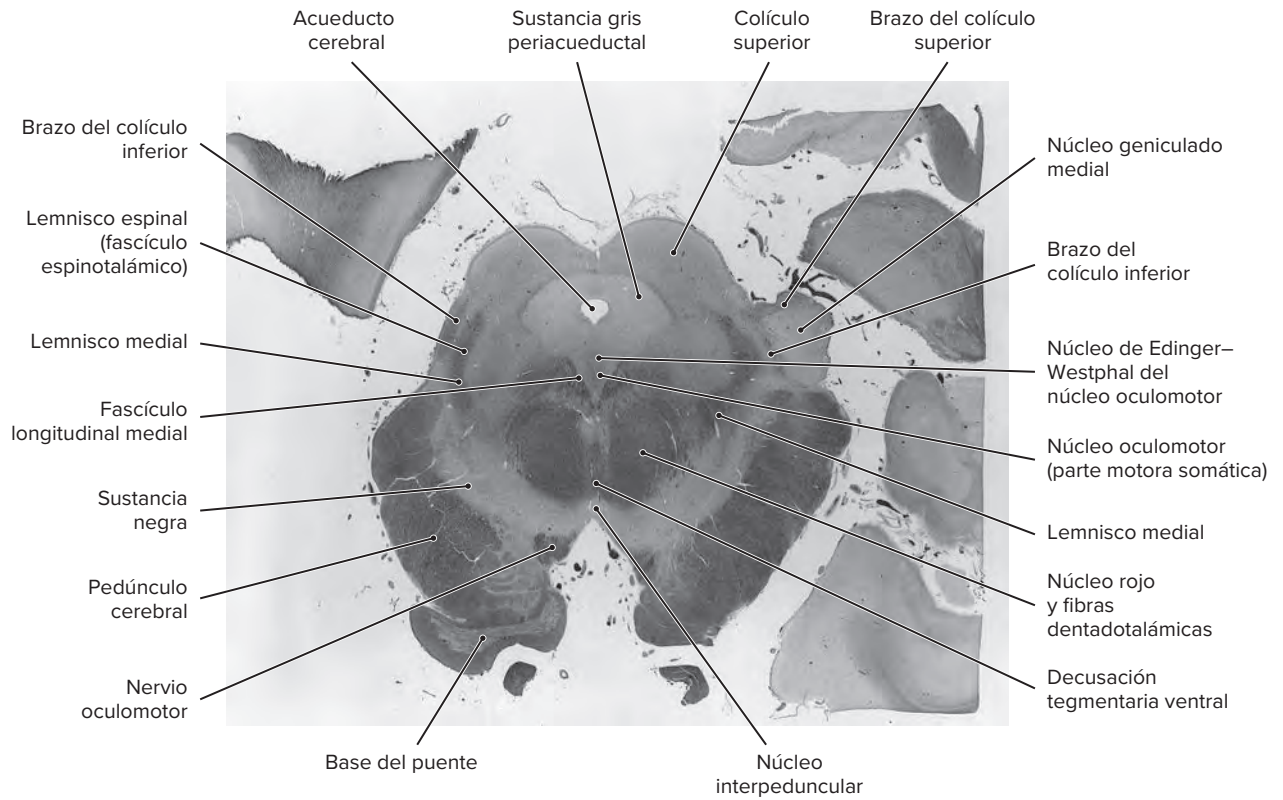 Acueducto
cerebral
Sustancia gris
periacueductal
Colículo
superior
Brazo del colículo
superior
Brazo del colículo
inferior
Lemnisco espinal
(fascículo
espinotalámico)
Lemnisco medial
Fascículo
longitudinal medial
Sustancia
negra
Pedúnculo
cerebral
Nervio
oculomotor
Núcleo geniculado
medial
Brazo del
colículo inferior
Núcleo de Edinger–
Westphal del
núcleo oculomotor
Núcleo oculomotor
(parte motora somática)
Lemnisco medial
Núcleo rojo
y fibras
dentadotalámicas
Decusación
tegmentaria ventral
Base del puente
Núcleo
interpeduncular